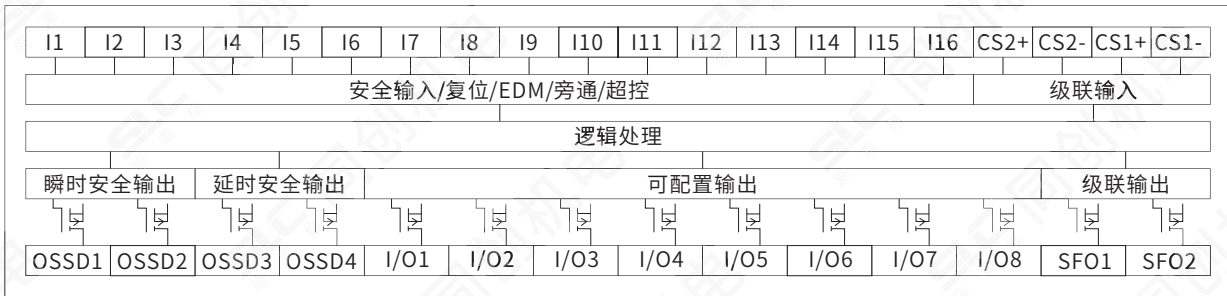 I1 I2 I3 I4 I5 I6 I7 I8 I9 I10 I11 I12 I13 I14 I15 I16 CS2+ CS2- CS1+ CS1-
安全输入/复位/EDM/旁通/超控 级联输入
逻辑处理
瞬时安全输出 延时安全输出 可配置输出 级联输出
OSSD1 OSSD2 OSSD3 OSSD4 I/O1 I/O2 I/O3 I/O4 I/O5 I/O6 I/O7 I/O8 SFO1 SFO2